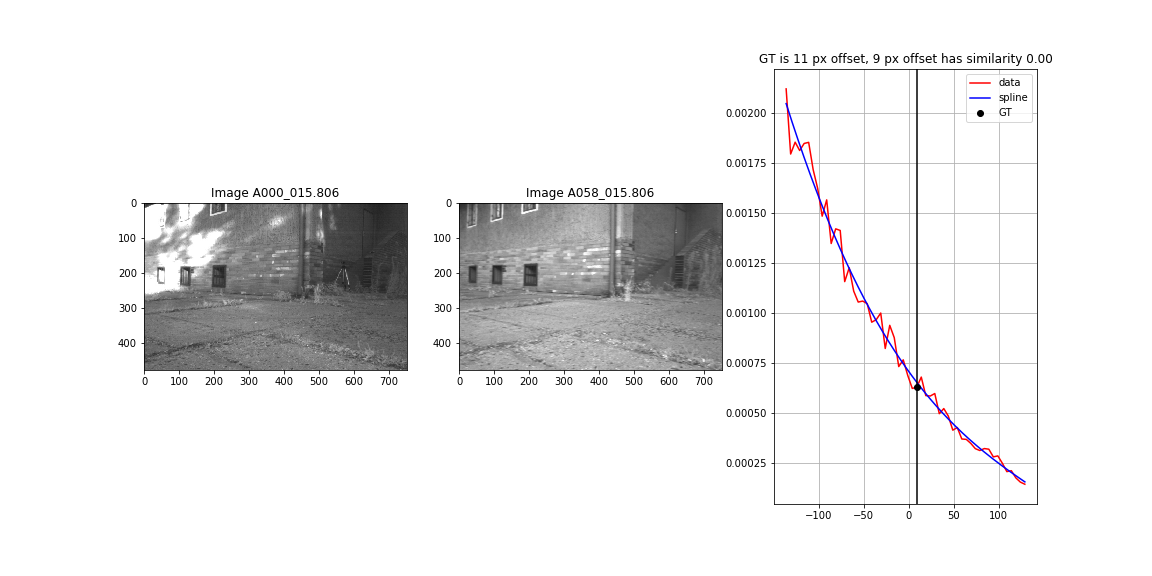 Image A000_015.806
0
100
200
300
400
0 100 200 300 400 500 600 700
Image A058_015.806
0
100
200
300
400
0 100 200 300 400 500 600 700
GT is 11 px offset, 9 px offset has similarity 0.00
data
spline
GT
0.00200
0.00175
0.00150
0.00125
0.00100
0.00075
0.00050
0.00025
−100 −50 0 50 100